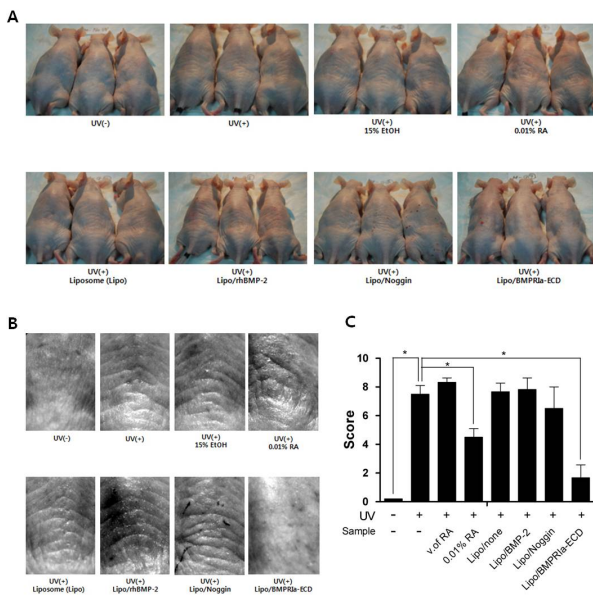 A
UV(-)
UV(+)
UV(+)
15% EtOH
UV(+)
0.01% RA
UV(+)
Liposome (Lipo)
UV(+)
Lipo/rhBMP-2
UV(+)
Lipo/Noggin
UV(+)
Lipo/BMPRIa-ECD
B
UV(-)
UV(+)
UV(+)
15% EtOH
UV(+)
0.01% RA
UV(+)
Liposome (Lipo)
UV(+)
Lipo/rhBMP-2
UV(+)
Lipo/Noggin
UV(+)
Lipo/BMPRIa-ECD
C
* * *
10
8
6
4
2
0
Score
UV - + + + + + + +
Sample - - v.of RA 0.01% RA Lipo/none Lipo/BMP-2 Lipo/Noggin Lipo/BMPRIa-ECD